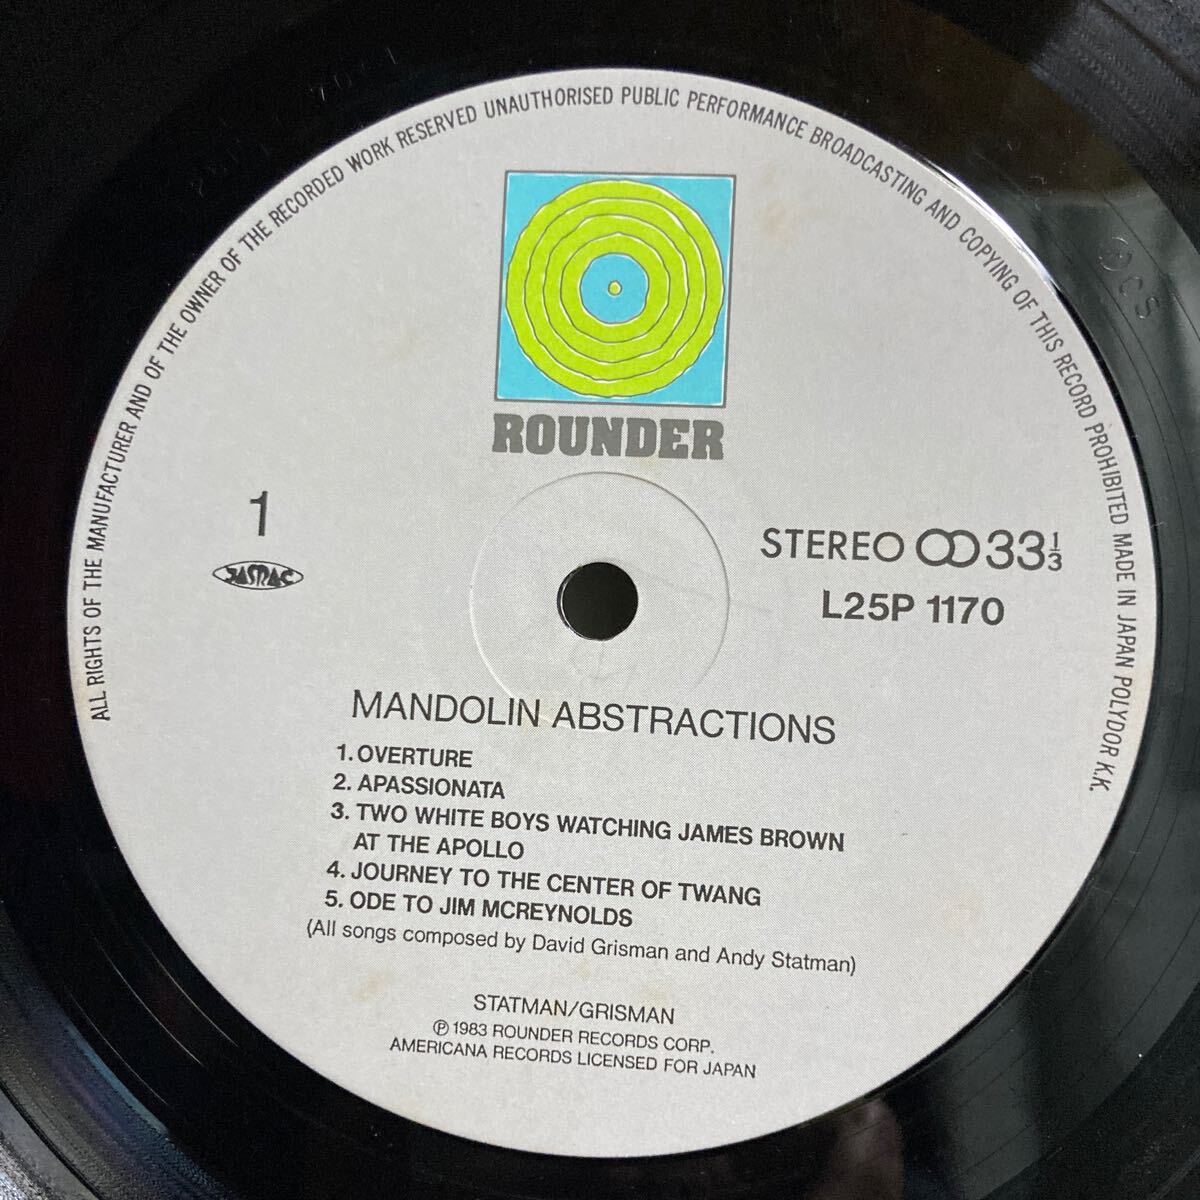 ALL RIGHTS OF THE MANUFACTURER AND OF THE OWNER OF THE RECORDED WORK RESERVED UNAUTHORISED PUBLIC PERFORMANCE BROADCASTING AND COPYING OF THIS RECORD PROHIBITED MADE IN JAPAN POLYDOR K.K.
ROUNDER
1
JASRAC
STEREO 33 1/3
L25P 1170
MANDOLIN ABSTRACTIONS
1. OVERTURE
2. APASSIONATA
3. TWO WHITE BOYS WATCHING JAMES BROWN
AT THE APOLLO
4. JOURNEY TO THE CENTER OF TWANG
5. ODE TO JIM MCREYNOLDS
(All songs composed by David Grisman and Andy Statman)
STATMAN/GRISMAN
℗ 1983 ROUNDER RECORDS CORP.
AMERICANA RECORDS LICENSED FOR JAPAN